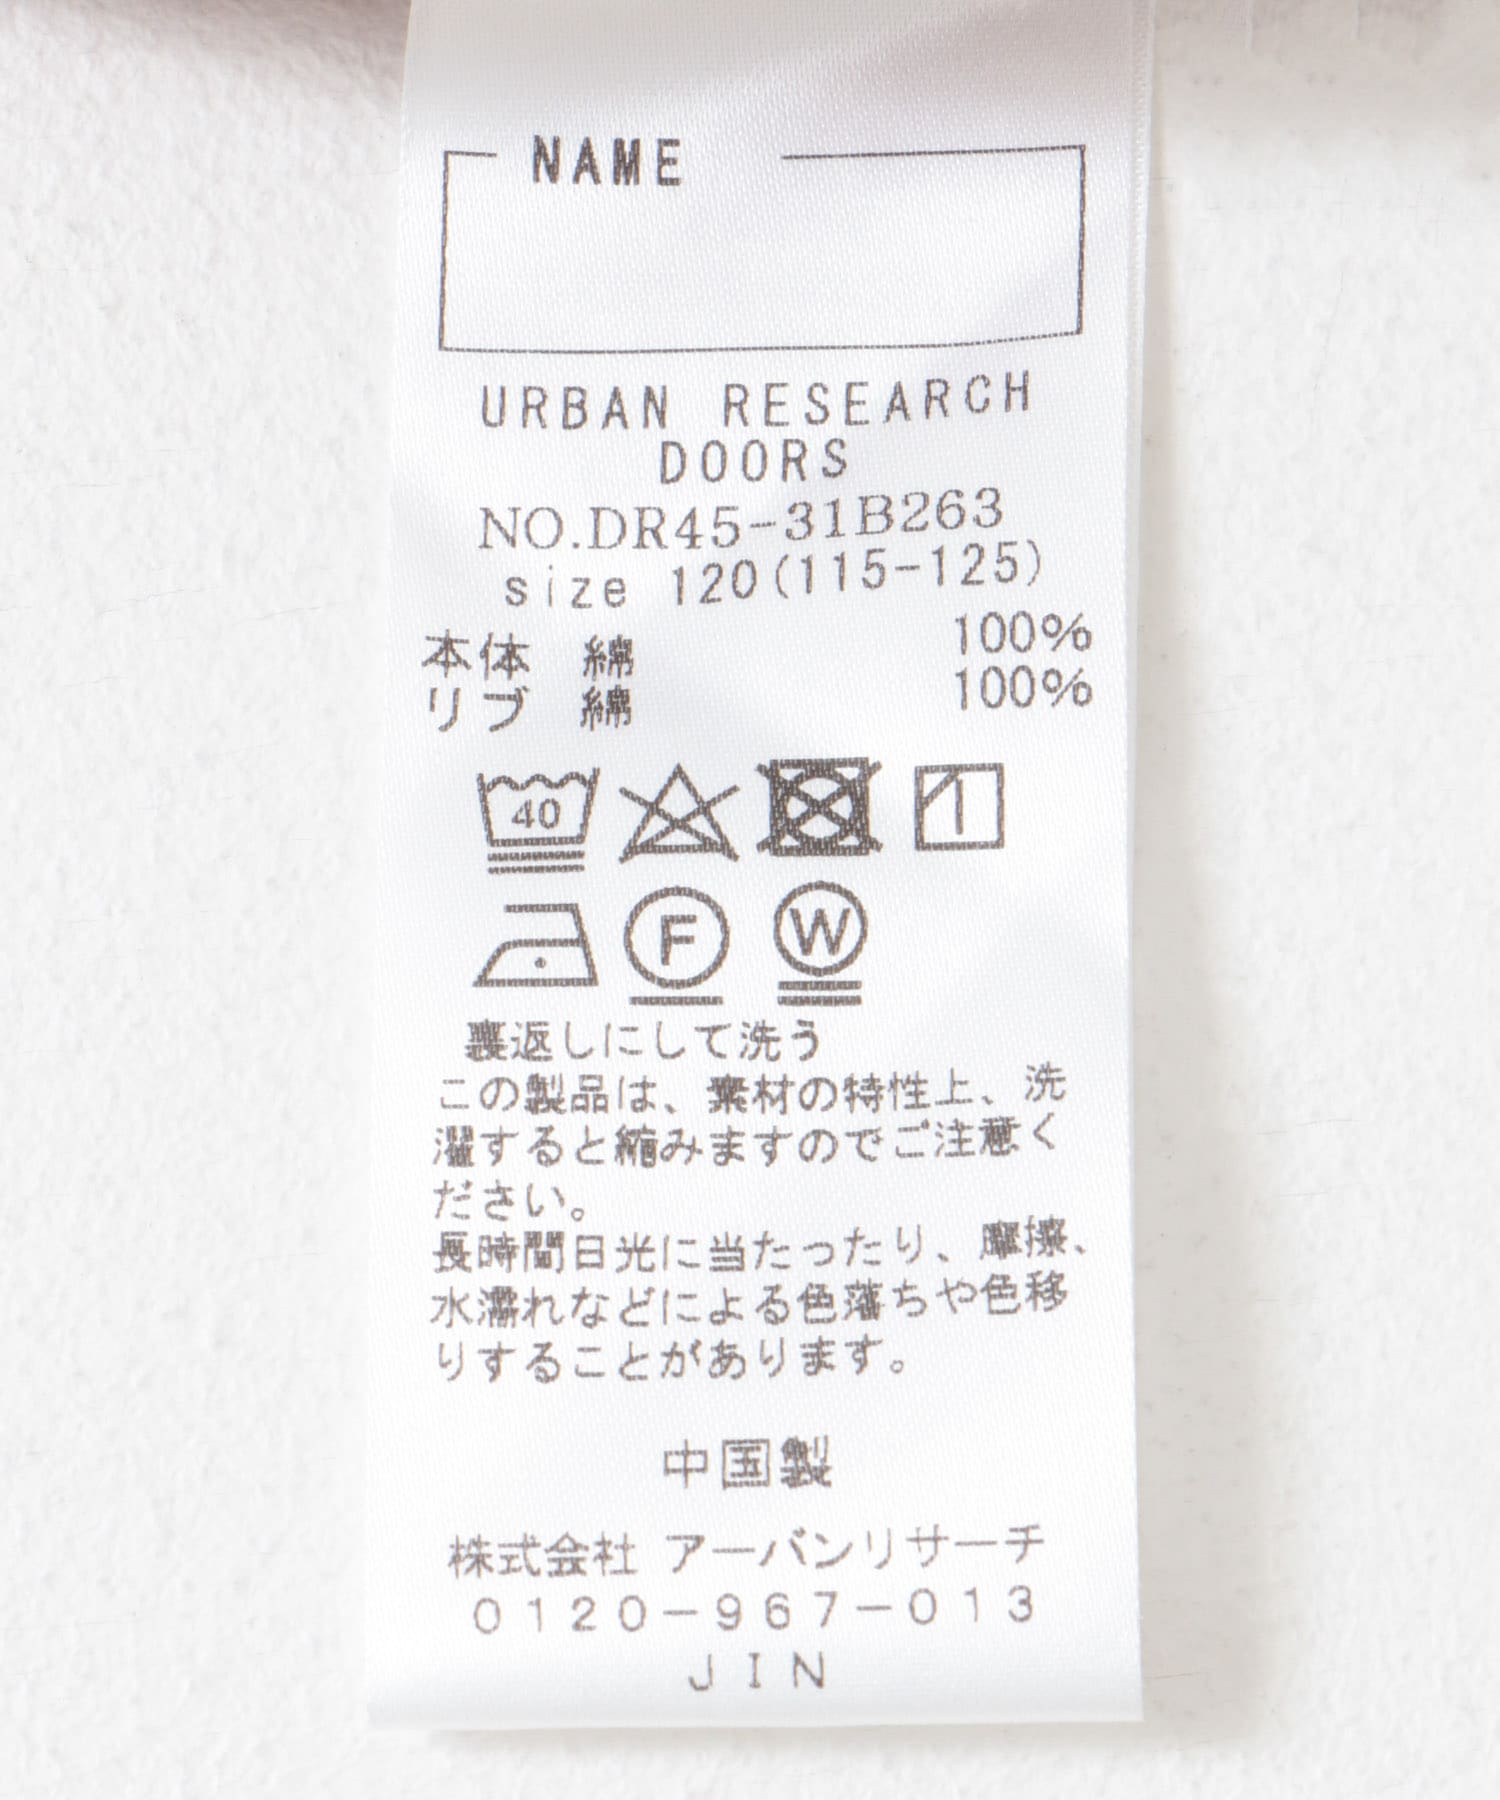 NAME
URBAN RESEARCH
DOORS
NO.DR45-31B263
size 120(115-125)
本体 綿 100%
リブ 綿 100%
40
F
W
裏返しにして洗う
この製品は、素材の特性上、洗
濯すると縮みますのでご注意く
ださい。
長時間日光に当たったり、摩擦、
水濡れなどによる色落ちや色移
りすることがあります。
中国製
株式会社 アーバンリサーチ
0120-967-013
JIN